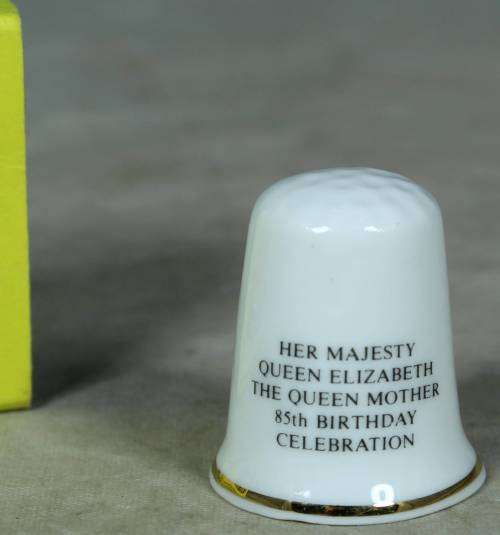 HER MAJESTY
QUEEN ELIZABETH
THE QUEEN MOTHER
85th BIRTHDAY
CELEBRATION